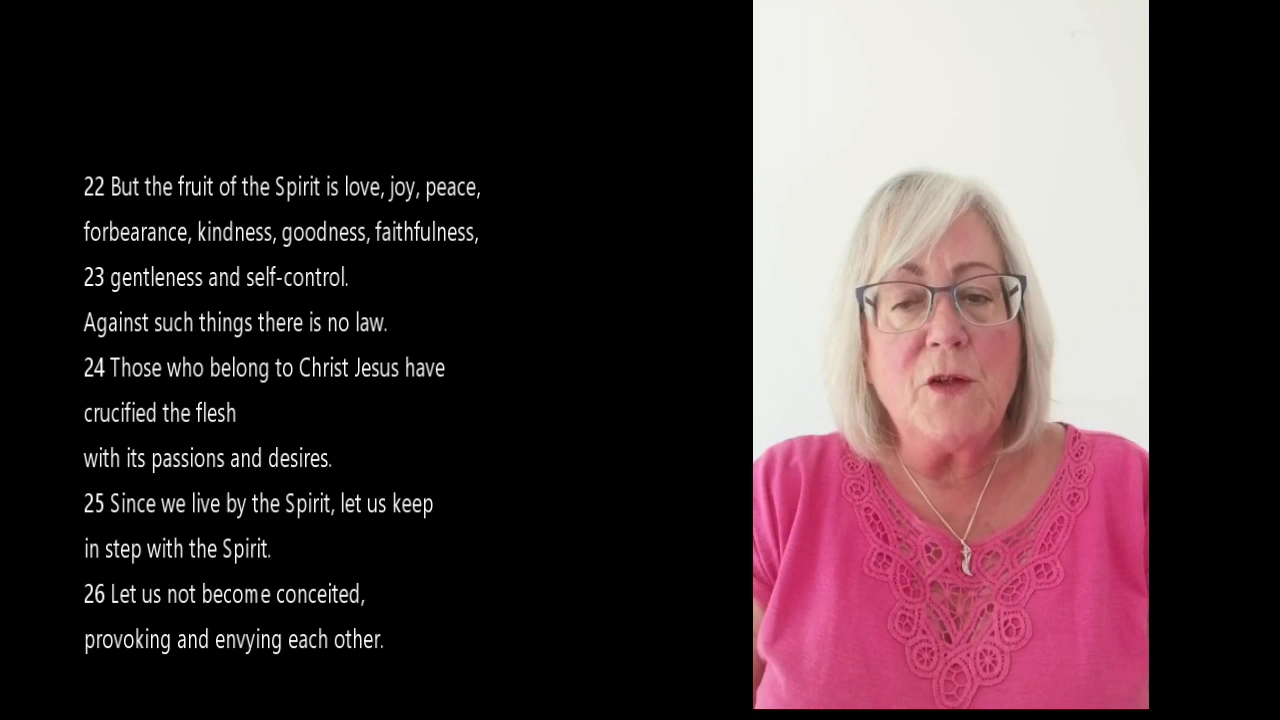 22 But the fruit of the Spirit is love, joy, peace,
forbearance, kindness, goodness, faithfulness,
23 gentleness and self-control.
Against such things there is no law.
24 Those who belong to Christ Jesus have
crucified the flesh
with its passions and desires.
25 Since we live by the Spirit, let us keep
in step with the Spirit.
26 Let us not become conceited,
provoking and envying each other.